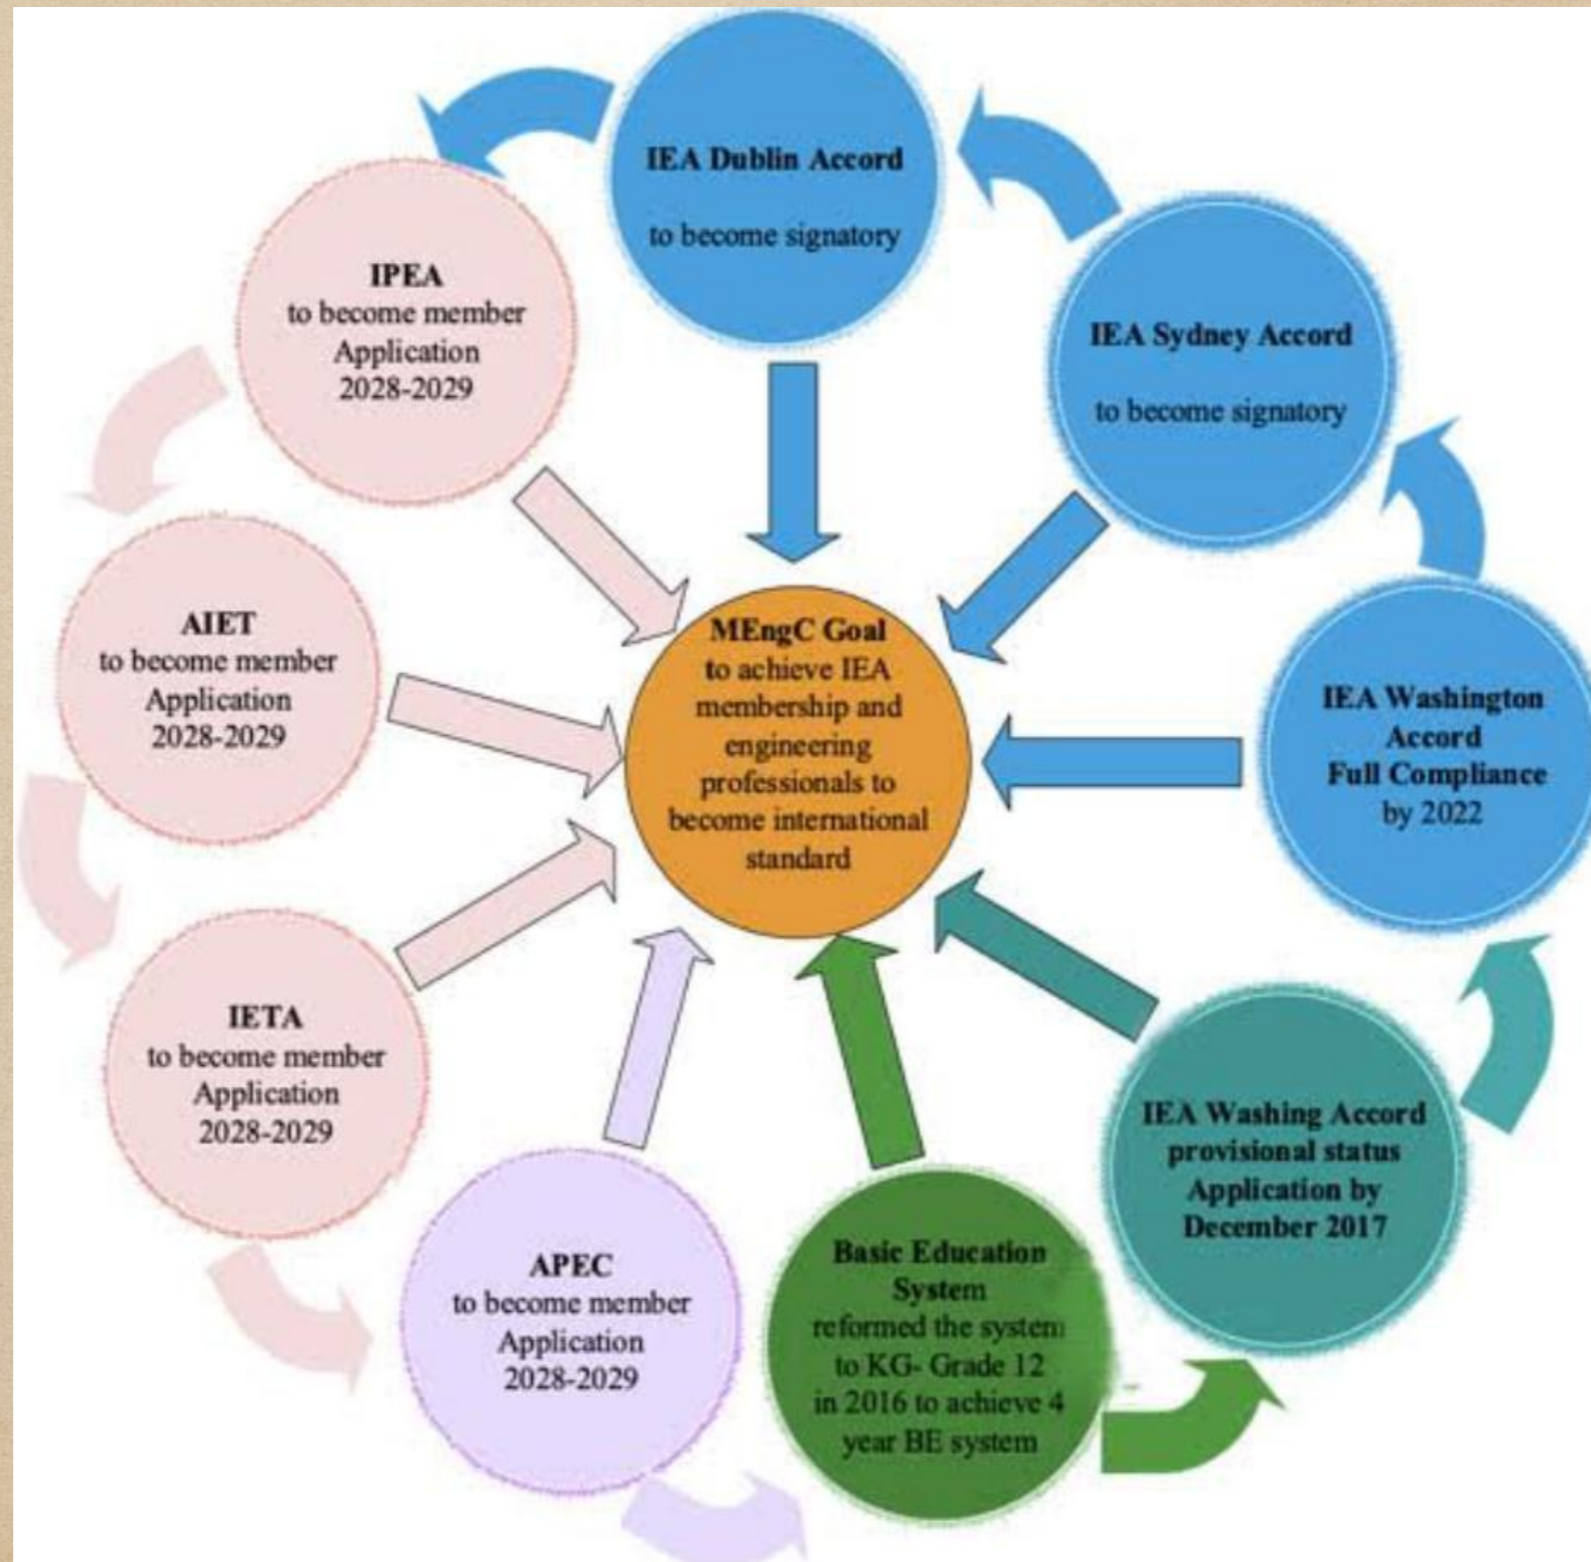 IEA Dublin Accord
to become signatory
IEA Sydney Accord
to become signatory
IEA Washington
Accord
Full Compliance
by 2022
IEA Washing Accord
provisional status
Application by
December 2017
Basic Education
System
reformed the system
to KG- Grade 12
in 2016 to achieve 4
year BE system
APEC
to become member
Application
2028-2029
IETA
to become member
Application
2028-2029
AIET
to become member
Application
2028-2029
IPEA
to become member
Application
2028-2029
MEngC Goal
to achieve IEA
membership and
engineering
professionals to
become international
standard